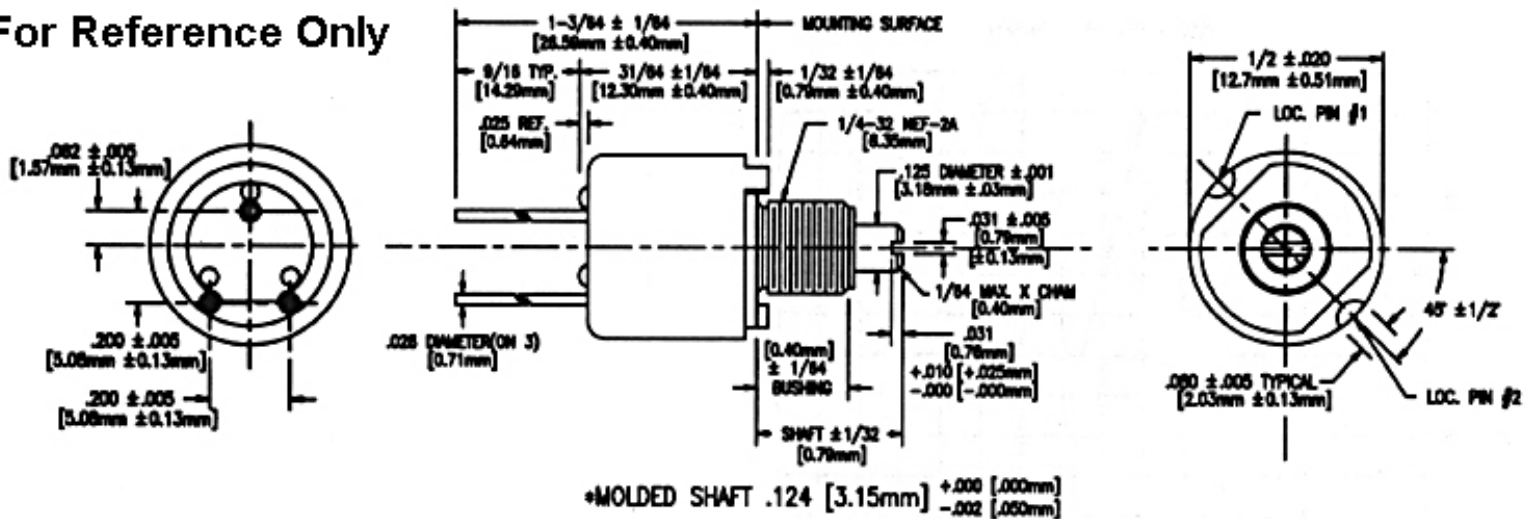 For Reference Only
1-3/64 ± 1/64
[26.59mm ±0.40mm]
MOUNTING SURFACE
9/16 TYP.
[14.29mm]
31/64 ±1/64
[12.30mm ±0.40mm]
1/32 ±1/64
[0.79mm ±0.40mm]
.025 REF.
[0.64mm]
1/4-32 NEF-2A
[6.35mm]
1/2 ±.020
[12.7mm ±0.51mm]
LOC. PIN #1
.062 ±.005
[1.57mm ±0.13mm]
.125 DIAMETER ±.001
[3.18mm ±.03mm]
.031 ±.005
[0.79mm]
[±0.13mm]
1/64 MAX. X CHAM
[0.40mm]
45° ±1/2°
.200 ±.005
[5.08mm ±0.13mm]
.028 DIAMETER(ON 3)
[0.71mm]
[0.40mm]
± 1/64
BUSHING
.031
[0.78mm]
+.010 [+.025mm]
-.000 [-.000mm]
.080 ±.005 TYPICAL
[2.03mm ±0.13mm]
LOC. PIN #2
.200 ±.005
[5.08mm ±0.13mm]
SHAFT ±1/32
[0.79mm]
*MOLDED SHAFT .124 [3.15mm] +.000 [.000mm]
-.002 [.050mm]